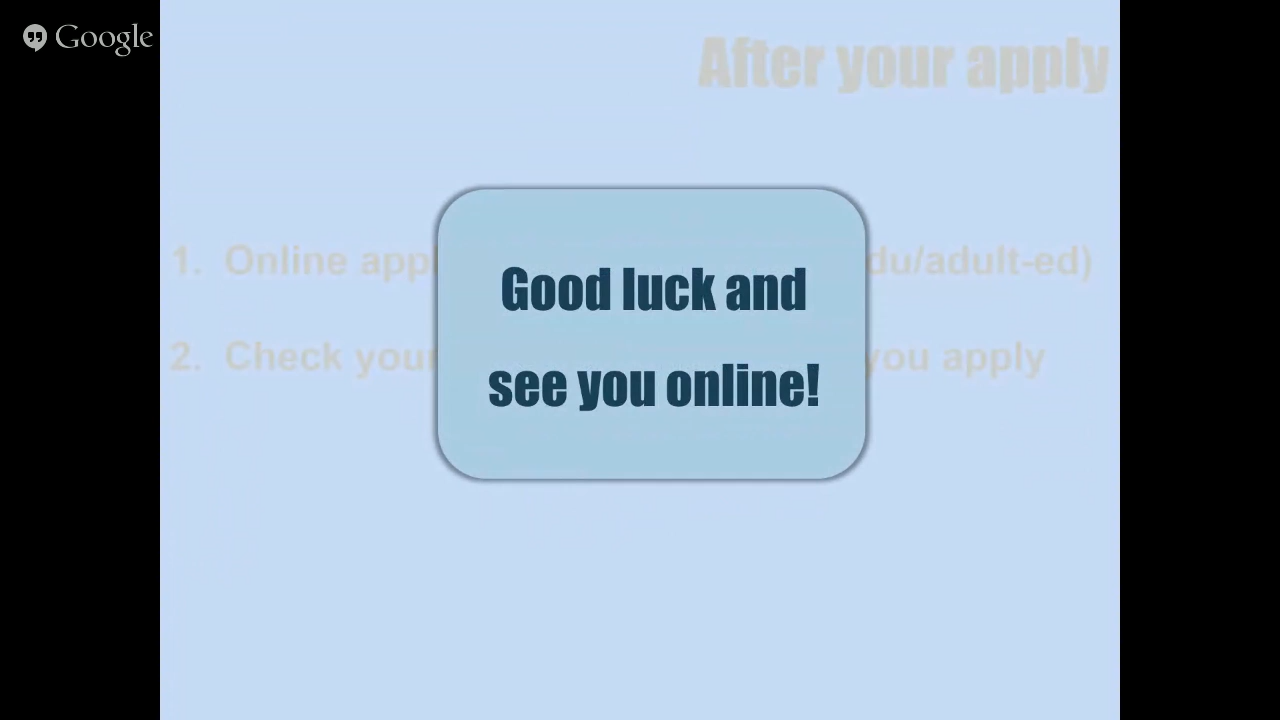 Google
After your apply
1. Online appl du/adult-ed)
Good luck and
2. Check your you apply
see you online!